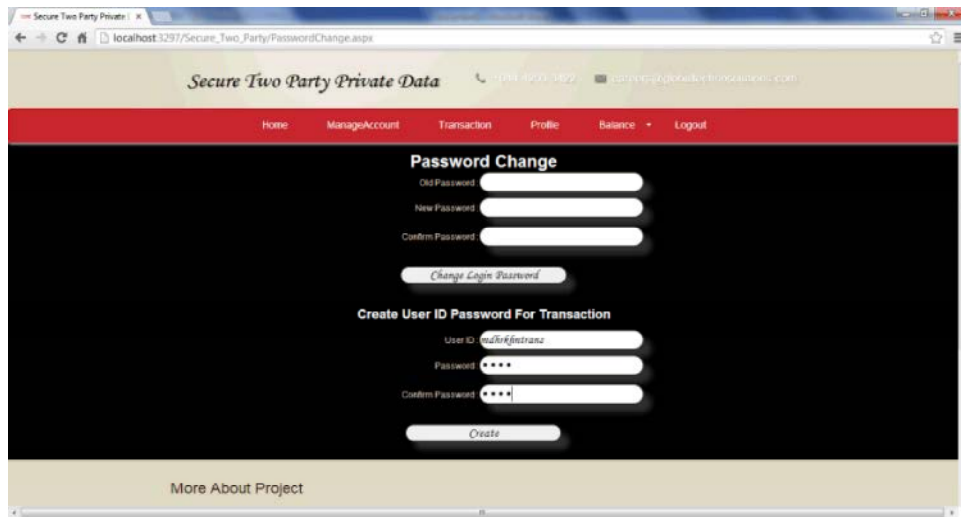 Secure Two Party Private
localhost:3297/Secure_Two_Party/PasswordChange.aspx
Secure Two Party Private Data
Home ManageAccount Transaction Profile Balance Logout
Password Change
Old Password :
New Password :
Confirm Password :
Change Login Password
Create User ID Password For Transaction
User ID :
Password : ••••
Confirm Password : ••••
Create
More About Project